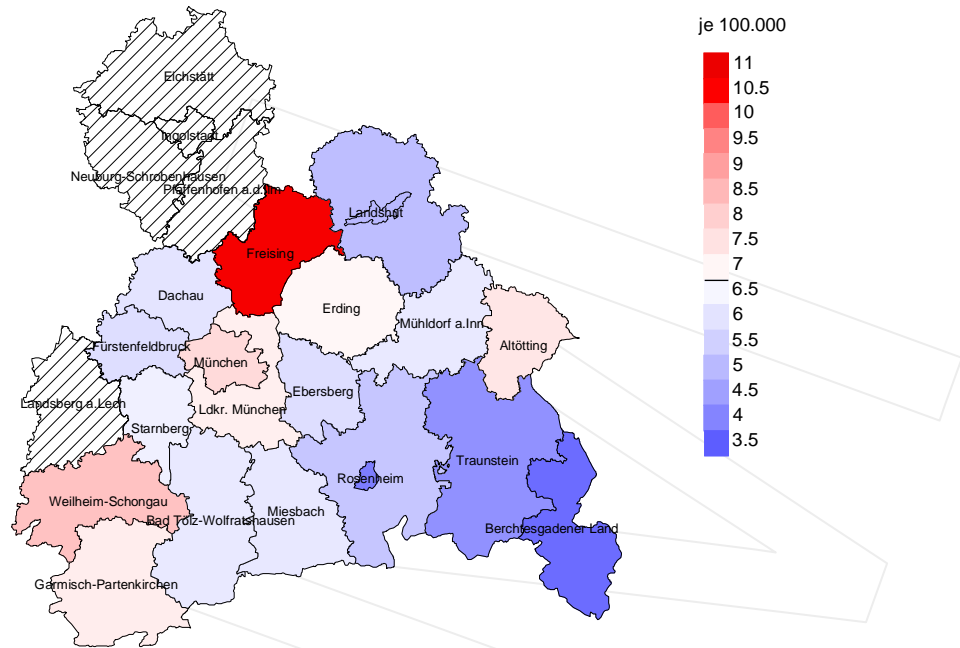 je 100.000
11
10.5
10
9.5
9
8.5
8
7.5
7
6.5
6
5.5
5
4.5
4
3.5
Eichstätt
Ingolstadt
Neuburg-Schrobenhausen
Pfaffenhofen a.d.Ilm
Landshut
Freising
Dachau
Erding
Mühldorf a.Inn
Altötting
Fürstenfeldbruck
München
Ebersberg
Landsberg a.Lech
Ldkr. München
Starnberg
Traunstein
Rosenheim
Weilheim-Schongau
Miesbach
Bad Tölz-Wolfratshausen
Berchtesgadener Land
Garmisch-Partenkirchen